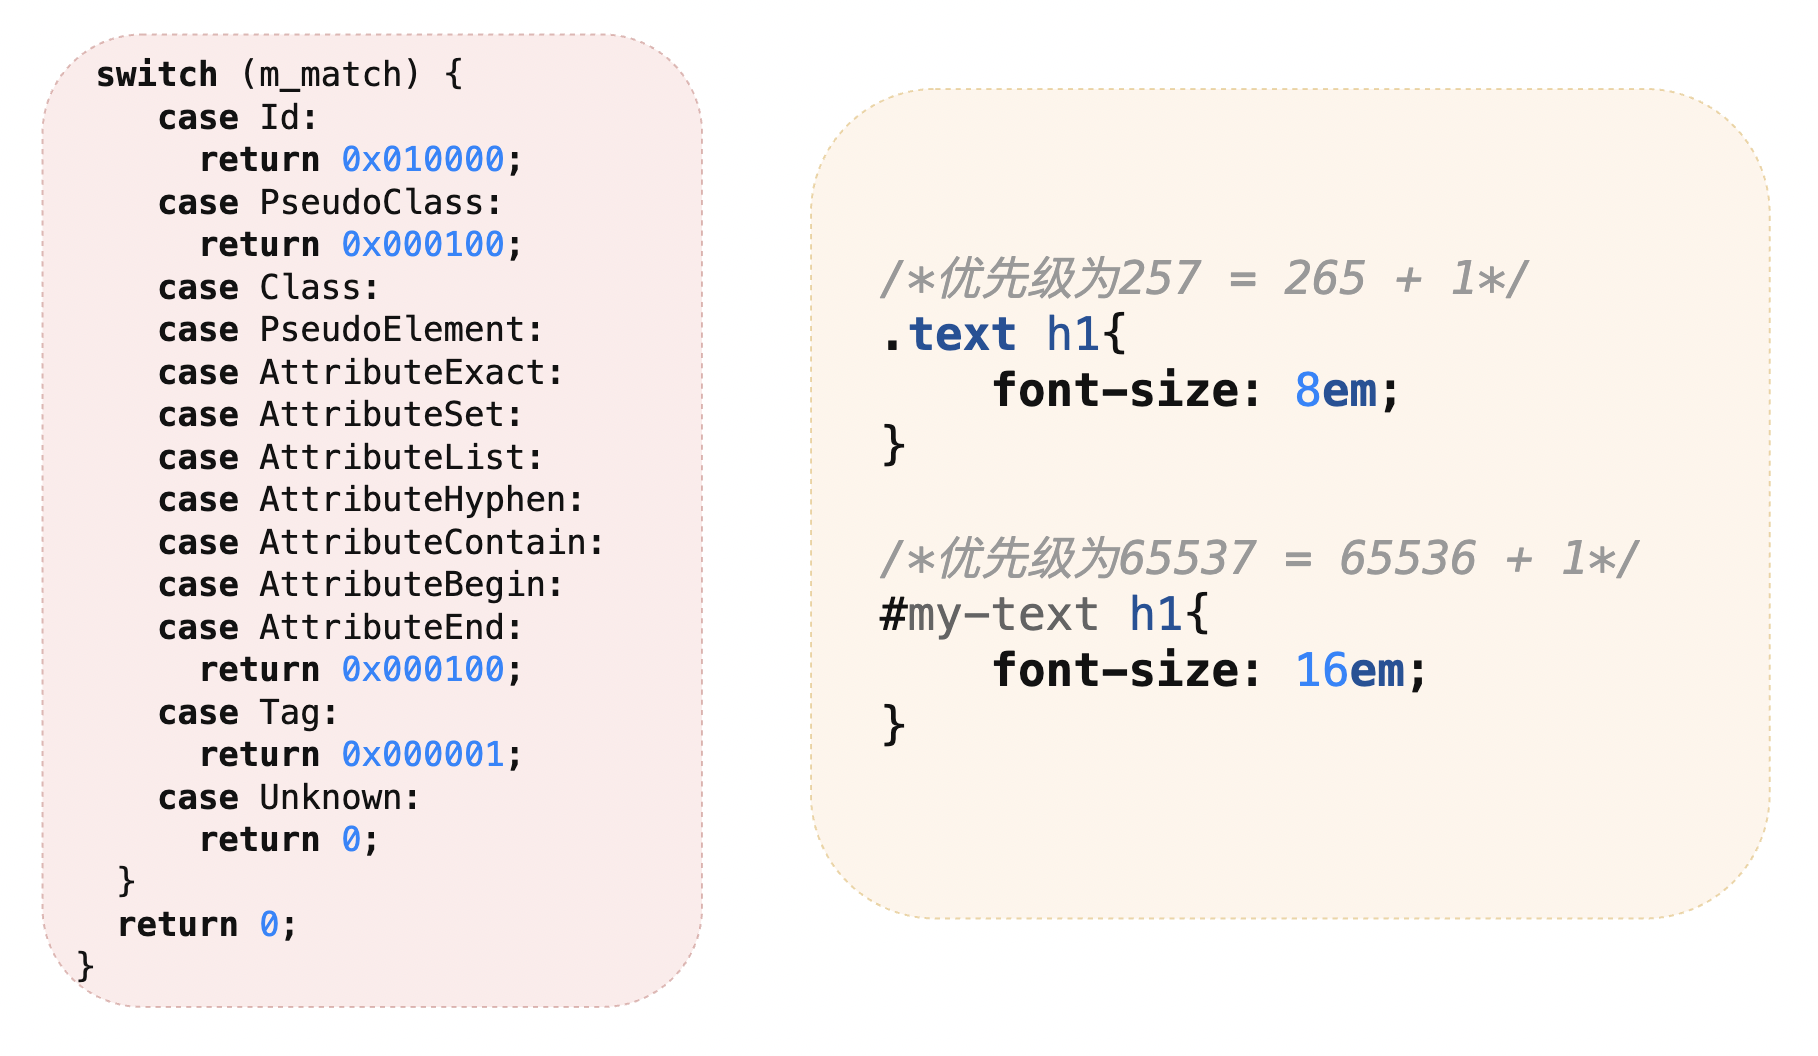 switch (m_match) {
case Id:
return 0x010000;
case PseudoClass:
return 0x000100;
case Class:
case PseudoElement:
case AttributeExact:
case AttributeSet:
case AttributeList:
case AttributeHyphen:
case AttributeContain:
case AttributeBegin:
case AttributeEnd:
return 0x000100;
case Tag:
return 0x000001;
case Unknown:
return 0;
}
return 0;
}
/*优先级为257 = 265 + 1*/
.text h1{
font-size: 8em;
}
/*优先级为65537 = 65536 + 1*/
#my-text h1{
font-size: 16em;
}